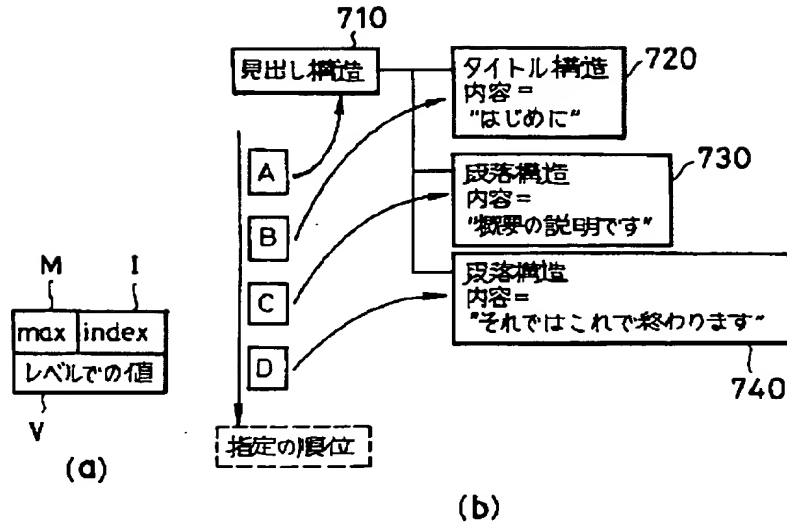 710
見出し構造
タイトル構造
内容=
"はじめに"
720
A
段落構造
内容=
"概要の説明です"
730
B
C
段落構造
内容=
"それではこれで終わります"
740
D
指定の順位
M
I
max
index
レベルでの値
V
(a)
(b)